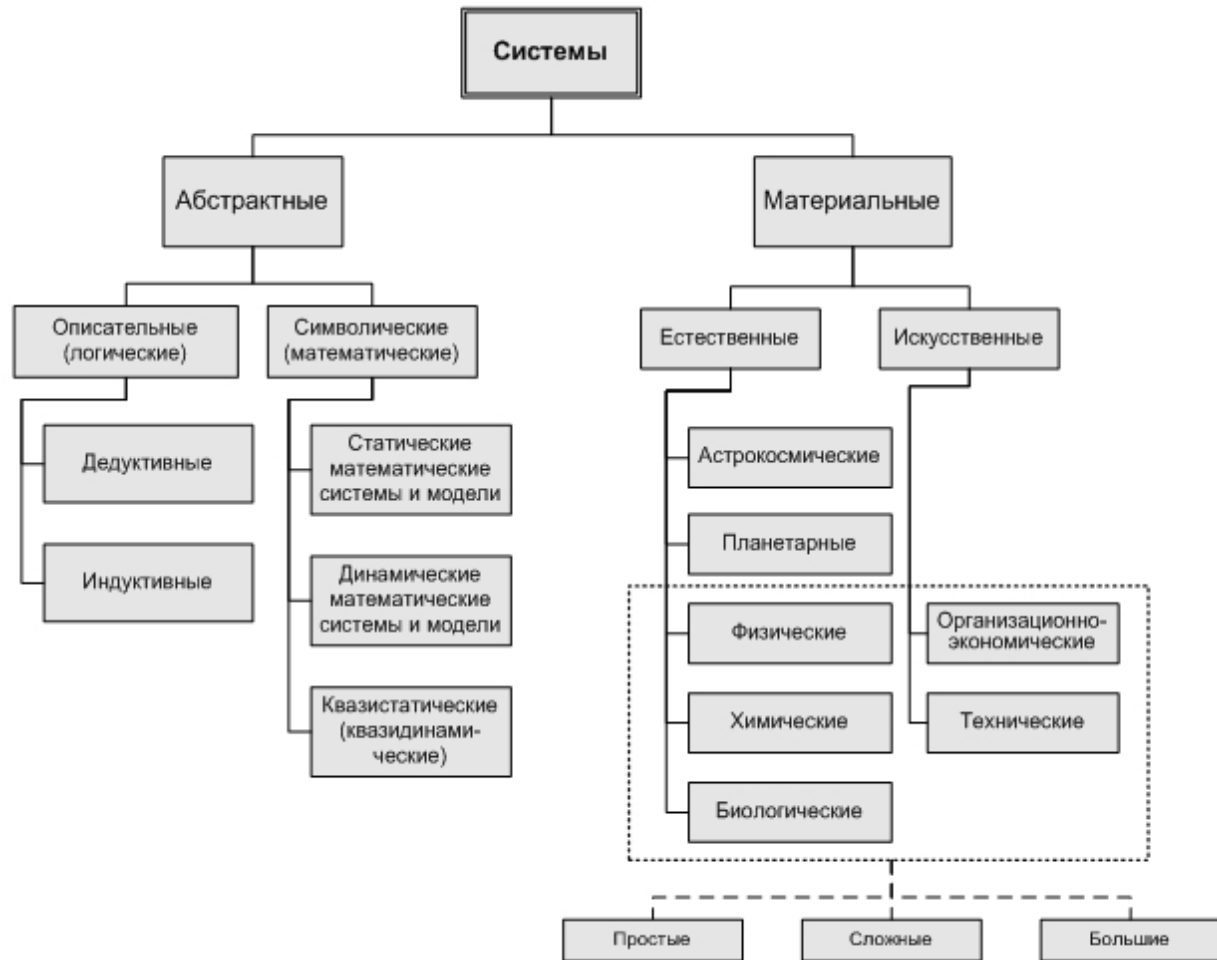 Системы
Абстрактные
Материальные
Описательные
(логические)
Символические
(математические)
Естественные
Искусственные
Дедуктивные
Индуктивные
Статические
математические
системы и модели
Динамические
математические
системы и модели
Квазистатические
(квазидинами-
ческие)
Астрокосмические
Планетарные
Физические
Химические
Биологические
Организационно-
экономические
Технические
Простые
Сложные
Большие